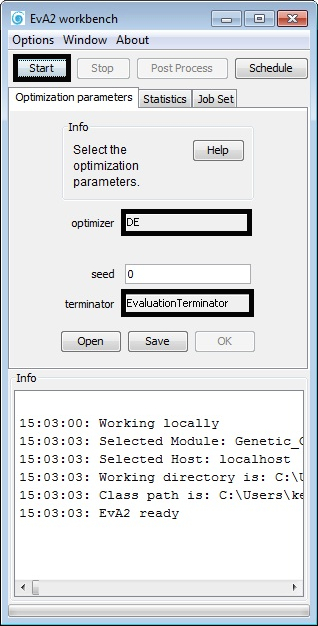 EvA2 workbench
Options Window About
Start Stop Post Process Schedule
Optimization parameters Statistics Job Set
Info
Select the
optimization
parameters.
Help
optimizer DE
seed 0
terminator EvaluationTerminator
Open Save OK
Info
15:03:00: Working locally
15:03:03: Selected Module: Genetic_
15:03:03: Selected Host: localhost
15:03:03: Working directory is: C:\U
15:03:03: Class path is: C:\Users\ke
15:03:03: EvA2 ready